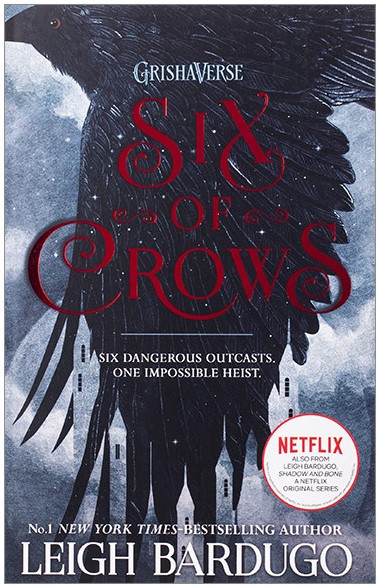 GRISHAVERSE
SIX
OF
CROWS
SIX DANGEROUS OUTCASTS.
ONE IMPOSSIBLE HEIST.
NETFLIX
ALSO FROM
LEIGH BARDUGO,
SHADOW AND BONE
A NETFLIX
ORIGINAL SERIES
No.1 NEW YORK TIMES-BESTSELLING AUTHOR
LEIGH BARDUGO